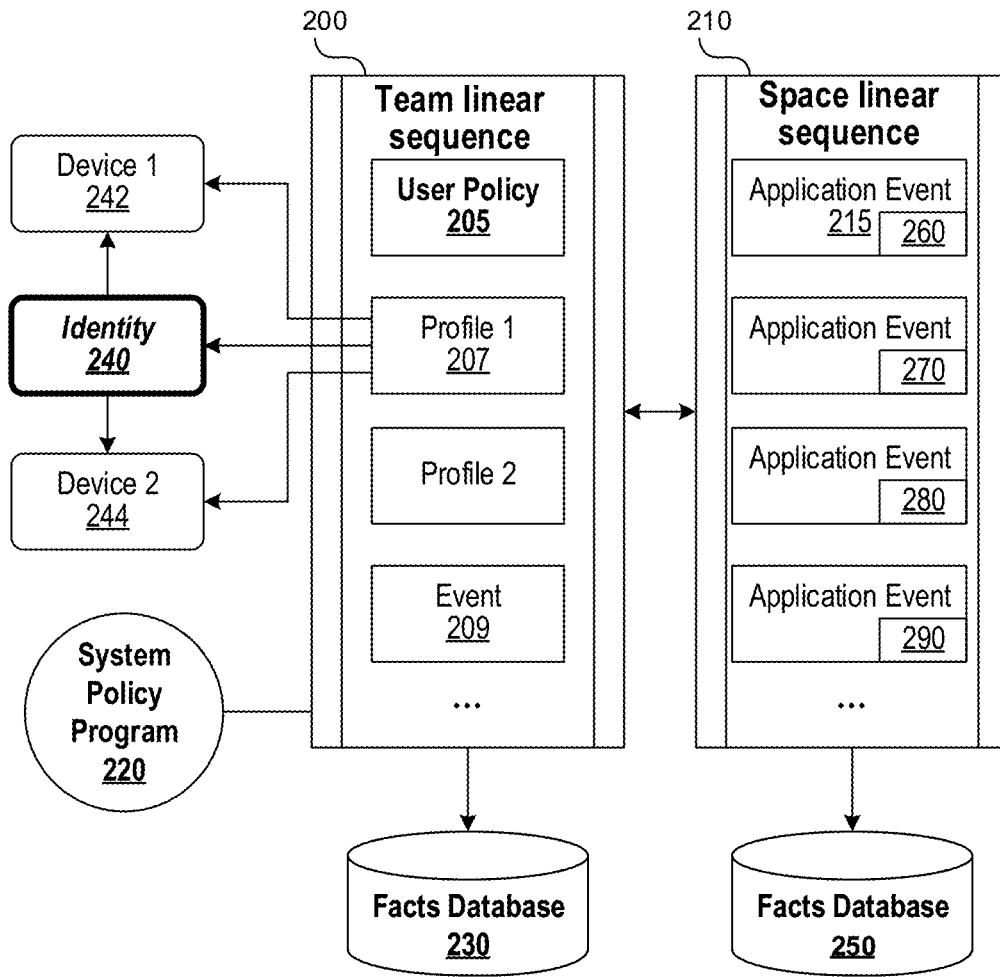 200
210
Team linear
sequence
Space linear
sequence
Device 1
242
User Policy
205
Application Event
215
260
Identity
240
Profile 1
207
Application Event
270
Device 2
244
Profile 2
Application Event
280
Event
209
Application Event
290
System
Policy
Program
220
...
...
Facts Database
230
Facts Database
250